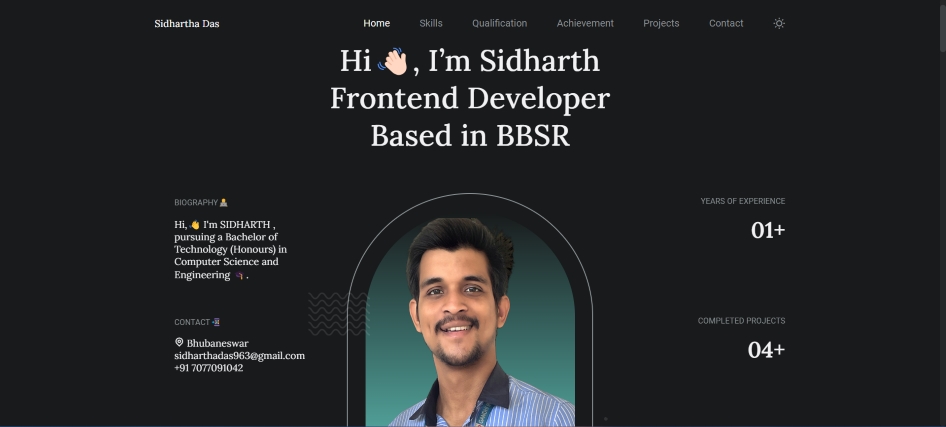 Sidhartha Das
Home Skills Qualification Achievement Projects Contact
Hi 👋 , I’m Sidharth
Frontend Developer
Based in BBSR
BIOGRAPHY
Hi, 👋 I'm SIDHARTH ,
pursuing a Bachelor of
Technology (Honours) in
Computer Science and
Engineering .
CONTACT
Bhubaneswar
sidharthadas963@gmail.com
+91 7077091042
YEARS OF EXPERIENCE
01+
COMPLETED PROJECTS
04+